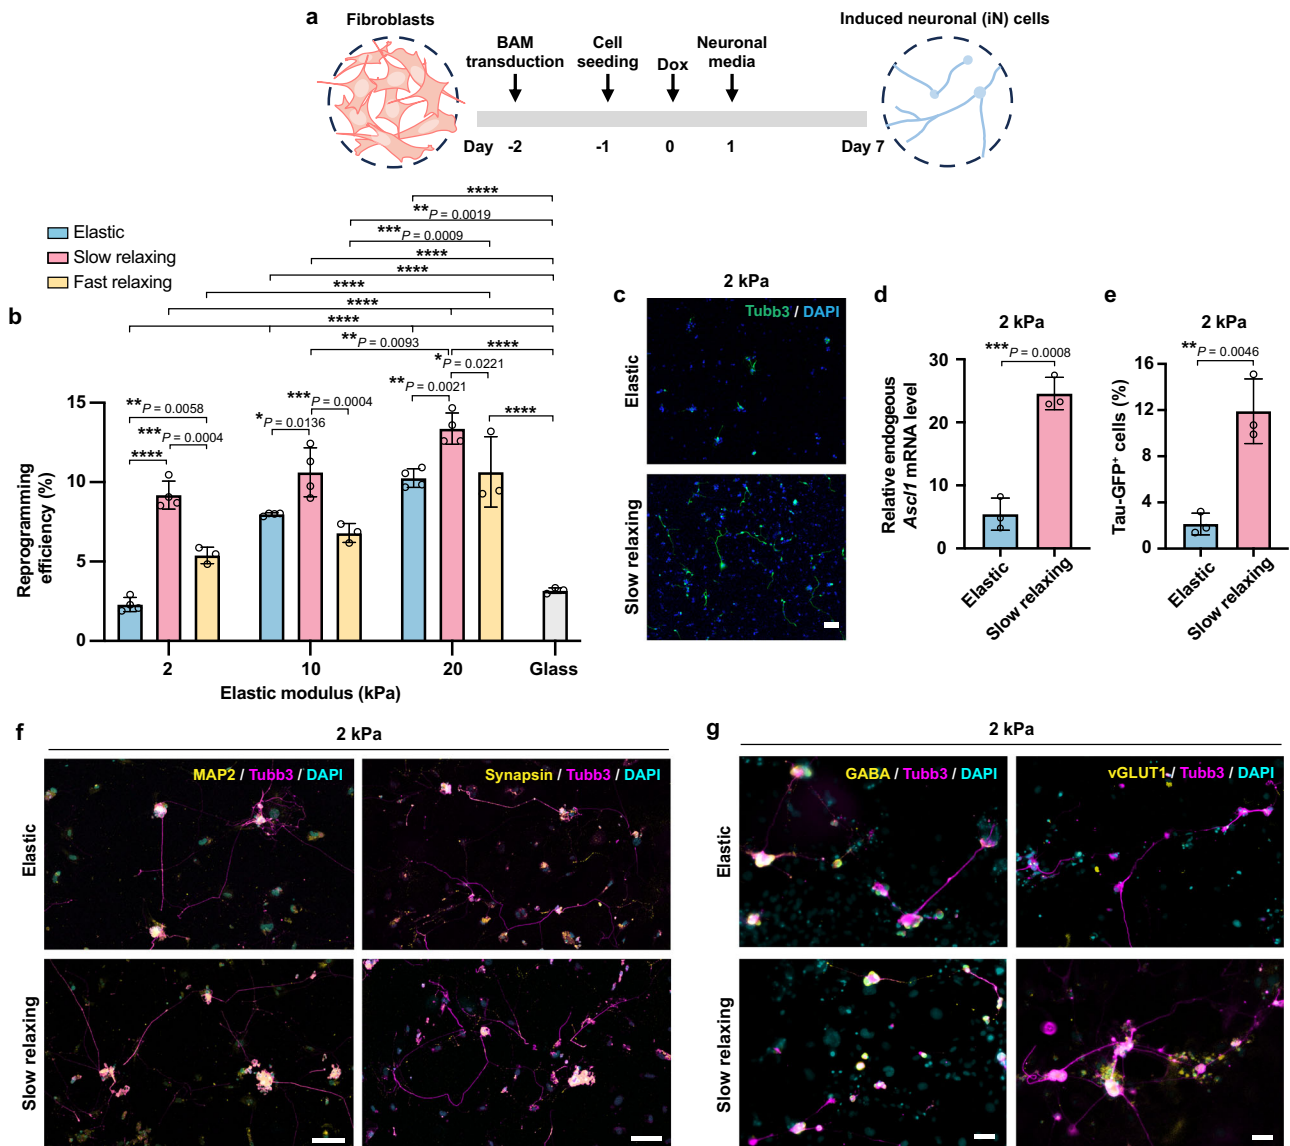 a
Fibroblasts
Induced neuronal (iN) cells
BAM
transduction
Cell
seeding
Dox
Neuronal
media
Day
-2
-1
0
1
Day 7
Elastic
Slow relaxing
Fast relaxing
b
****
**P = 0.0019
***P = 0.0009
****
****
****
****
****
**P = 0.0093
****
*P = 0.0221
**P = 0.0021
****
**P = 0.0058
***P = 0.0004
****
***P = 0.0004
*P = 0.0136
Reprogramming
efficiency (%)
15
10
5
0
2
10
20
Glass
Elastic modulus (kPa)
c
2 kPa
Tubb3 / DAPI
Elastic
Slow relaxing
d
2 kPa
***P = 0.0008
Relative endogeous
Ascl1 mRNA level
30
20
10
0
Elastic
Slow relaxing
e
2 kPa
**P = 0.0046
Tau-GFP+ cells (%)
16
12
8
4
0
Elastic
Slow relaxing
f
2 kPa
MAP2 / Tubb3 / DAPI
Synapsin / Tubb3 / DAPI
Elastic
Slow relaxing
g
2 kPa
GABA / Tubb3 / DAPI
vGLUT1 / Tubb3 / DAPI
Elastic
Slow relaxing